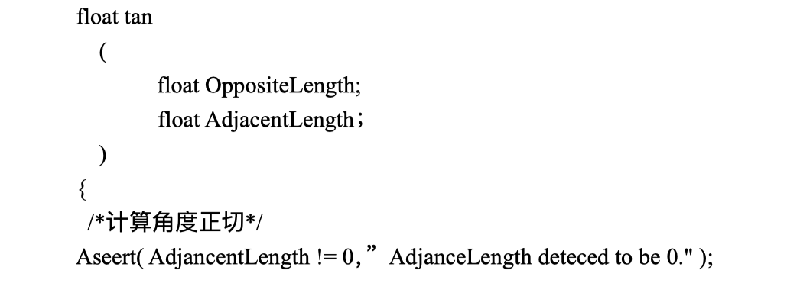 float tan
(
float OppositeLength;
float AdjacentLength；
)
{
/*计算角度正切*/
Aseert( AdjancentLength != 0, ” AdjanceLength deteced to be 0." );